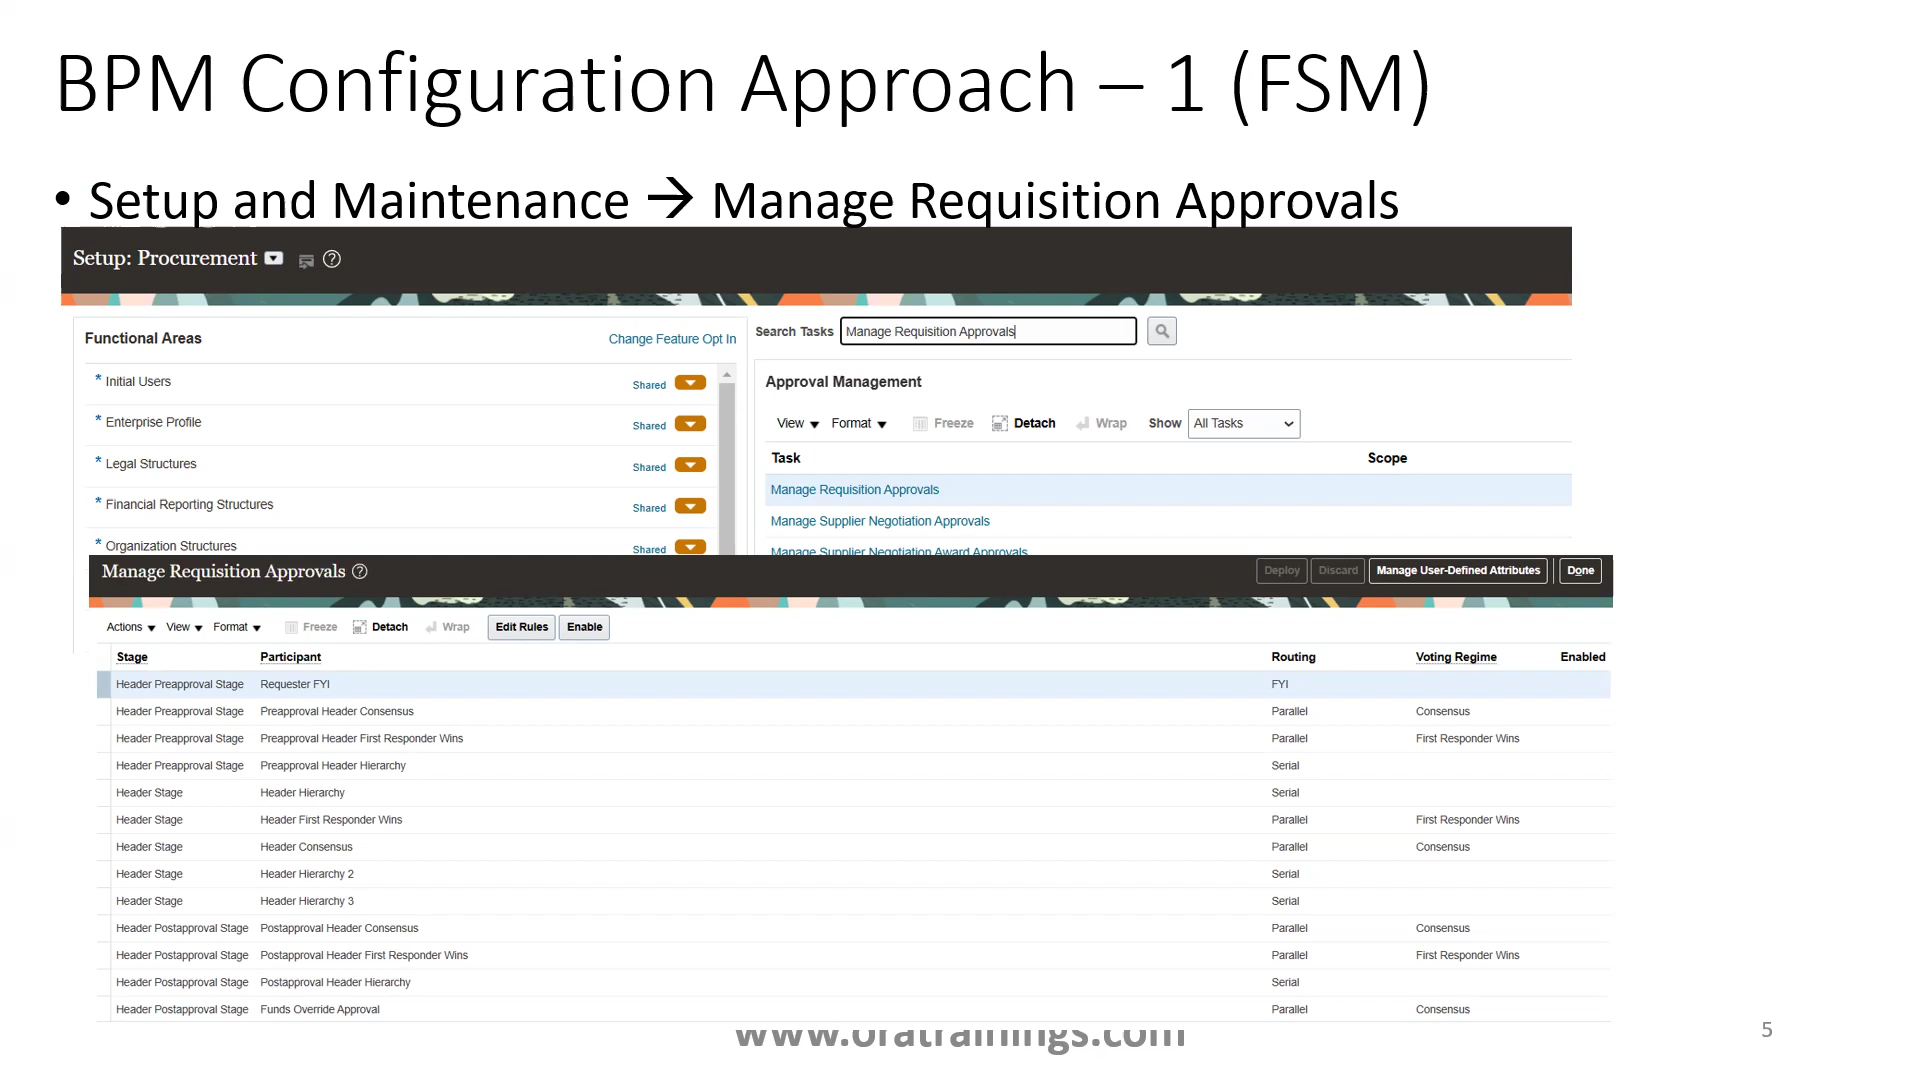 BPM Configuration Approach – 1 (FSM)
• Setup and Maintenance → Manage Requisition Approvals
Setup: Procurement
Functional Areas
Change Feature Opt In
* Initial Users Shared
* Enterprise Profile Shared
* Legal Structures Shared
* Financial Reporting Structures Shared
* Organization Structures Shared
Search Tasks Manage Requisition Approvals
Approval Management
View Format Freeze Detach Wrap Show All Tasks
Task Scope
Manage Requisition Approvals
Manage Supplier Negotiation Approvals
Manage Supplier Negotiation Award Approvals
Manage Requisition Approvals Deploy Discard Manage User-Defined Attributes Done
Actions View Format Freeze Detach Wrap Edit Rules Enable
Stage Participant Routing Voting Regime Enabled
Header Preapproval Stage Requester FYI FYI
Header Preapproval Stage Preapproval Header Consensus Parallel Consensus
Header Preapproval Stage Preapproval Header First Responder Wins Parallel First Responder Wins
Header Preapproval Stage Preapproval Header Hierarchy Serial
Header Stage Header Hierarchy Serial
Header Stage Header First Responder Wins Parallel First Responder Wins
Header Stage Header Consensus Parallel Consensus
Header Stage Header Hierarchy 2 Serial
Header Stage Header Hierarchy 3 Serial
Header Postapproval Stage Postapproval Header Consensus Parallel Consensus
Header Postapproval Stage Postapproval Header First Responder Wins Parallel First Responder Wins
Header Postapproval Stage Postapproval Header Hierarchy Serial
Header Postapproval Stage Funds Override Approval Parallel Consensus
www.oratrainings.com
5